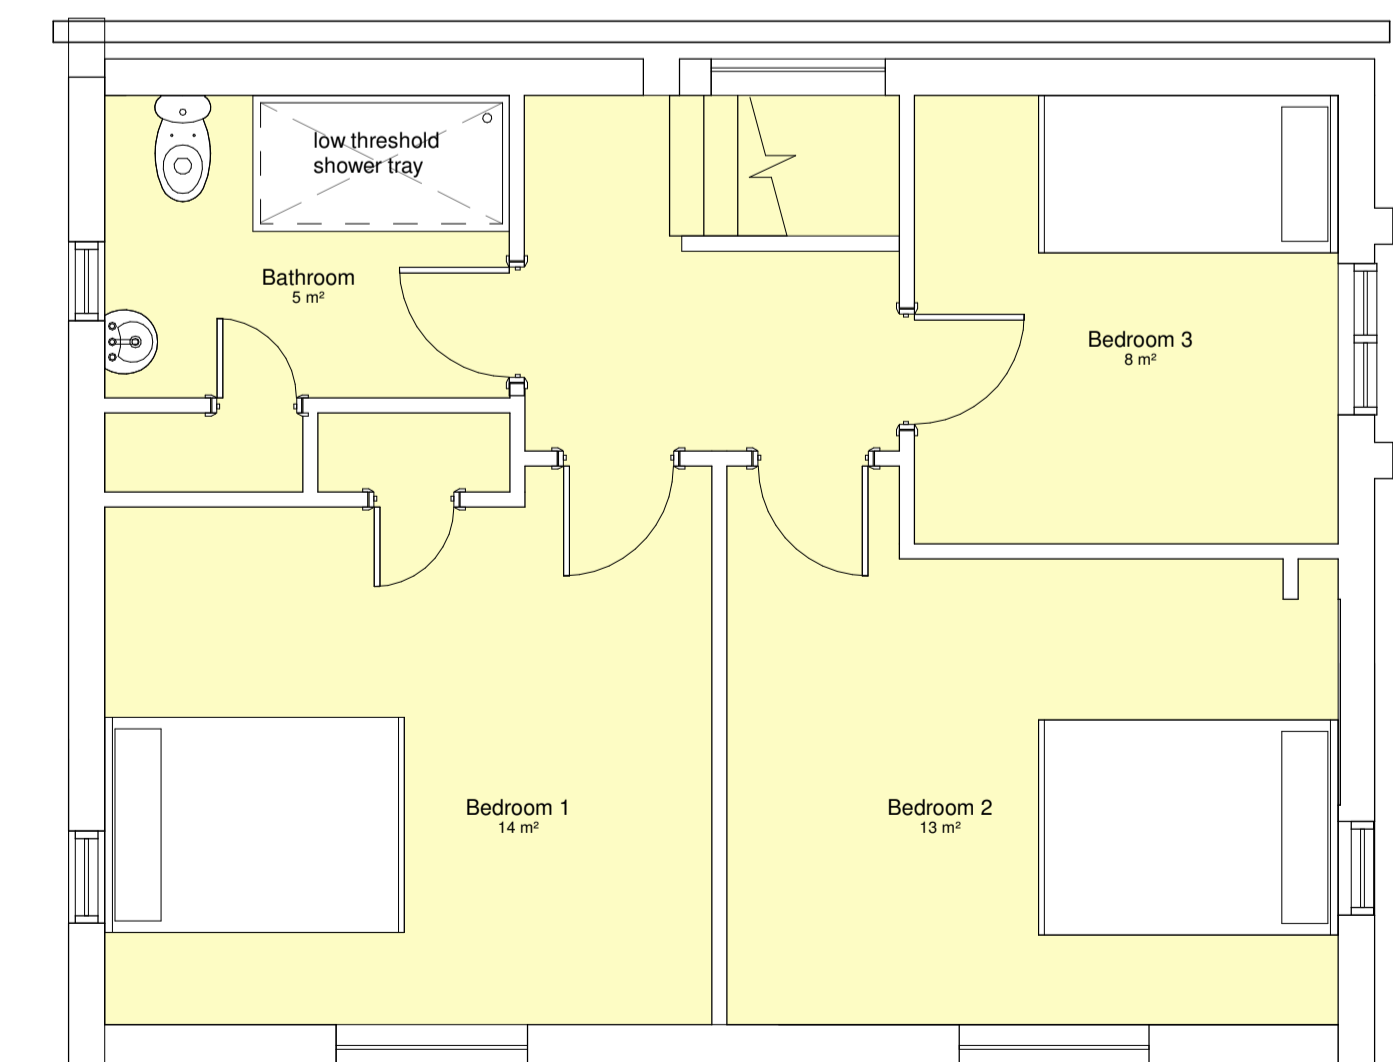 low threshold
shower tray
Bathroom
5 m²
Bedroom 3
8 m²
Bedroom 1
14 m²
Bedroom 2
13 m²